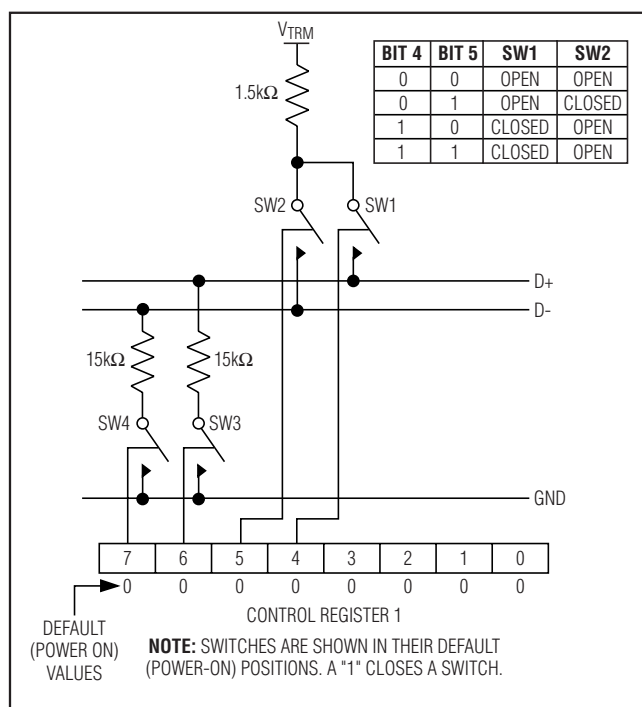 VTRM
BIT 4 BIT 5 SW1 SW2
0 0 OPEN OPEN
0 1 OPEN CLOSED
1 0 CLOSED OPEN
1 1 CLOSED OPEN
1.5kΩ
SW2 SW1
D+
D-
15kΩ 15kΩ
SW4 SW3
GND
7 6 5 4 3 2 1 0
0 0 0 0 0 0 0 0
CONTROL REGISTER 1
DEFAULT
(POWER ON)
VALUES
NOTE: SWITCHES ARE SHOWN IN THEIR DEFAULT
(POWER-ON) POSITIONS. A "1" CLOSES A SWITCH.